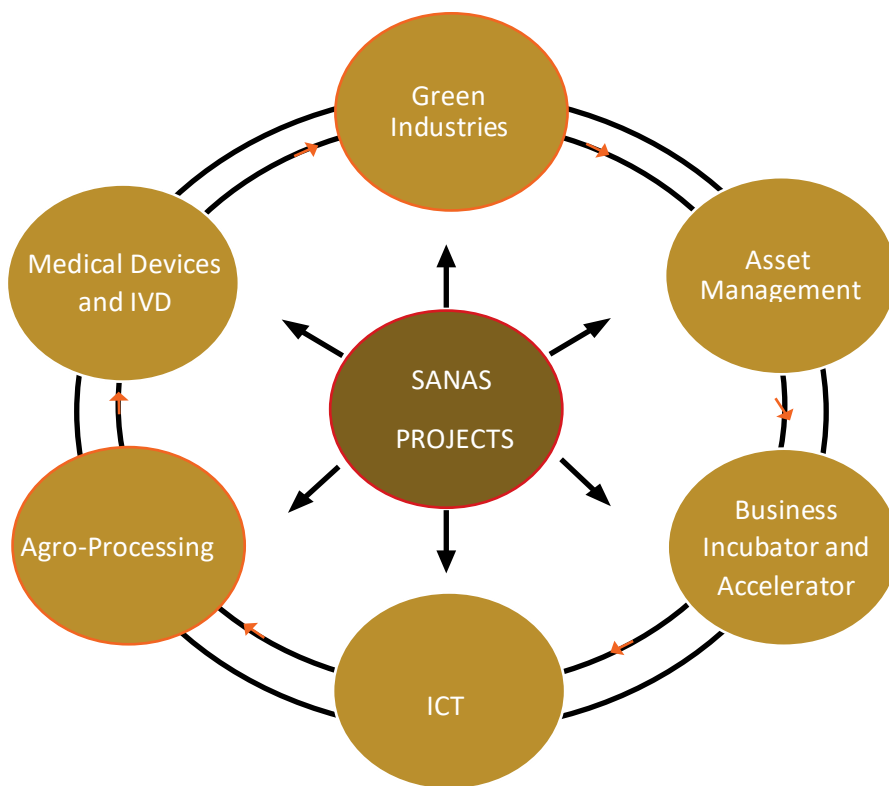 Green
Industries
Asset
Management
Medical Devices
and IVD
SANAS
PROJECTS
Business
Incubator and
Accelerator
Agro-Processing
ICT